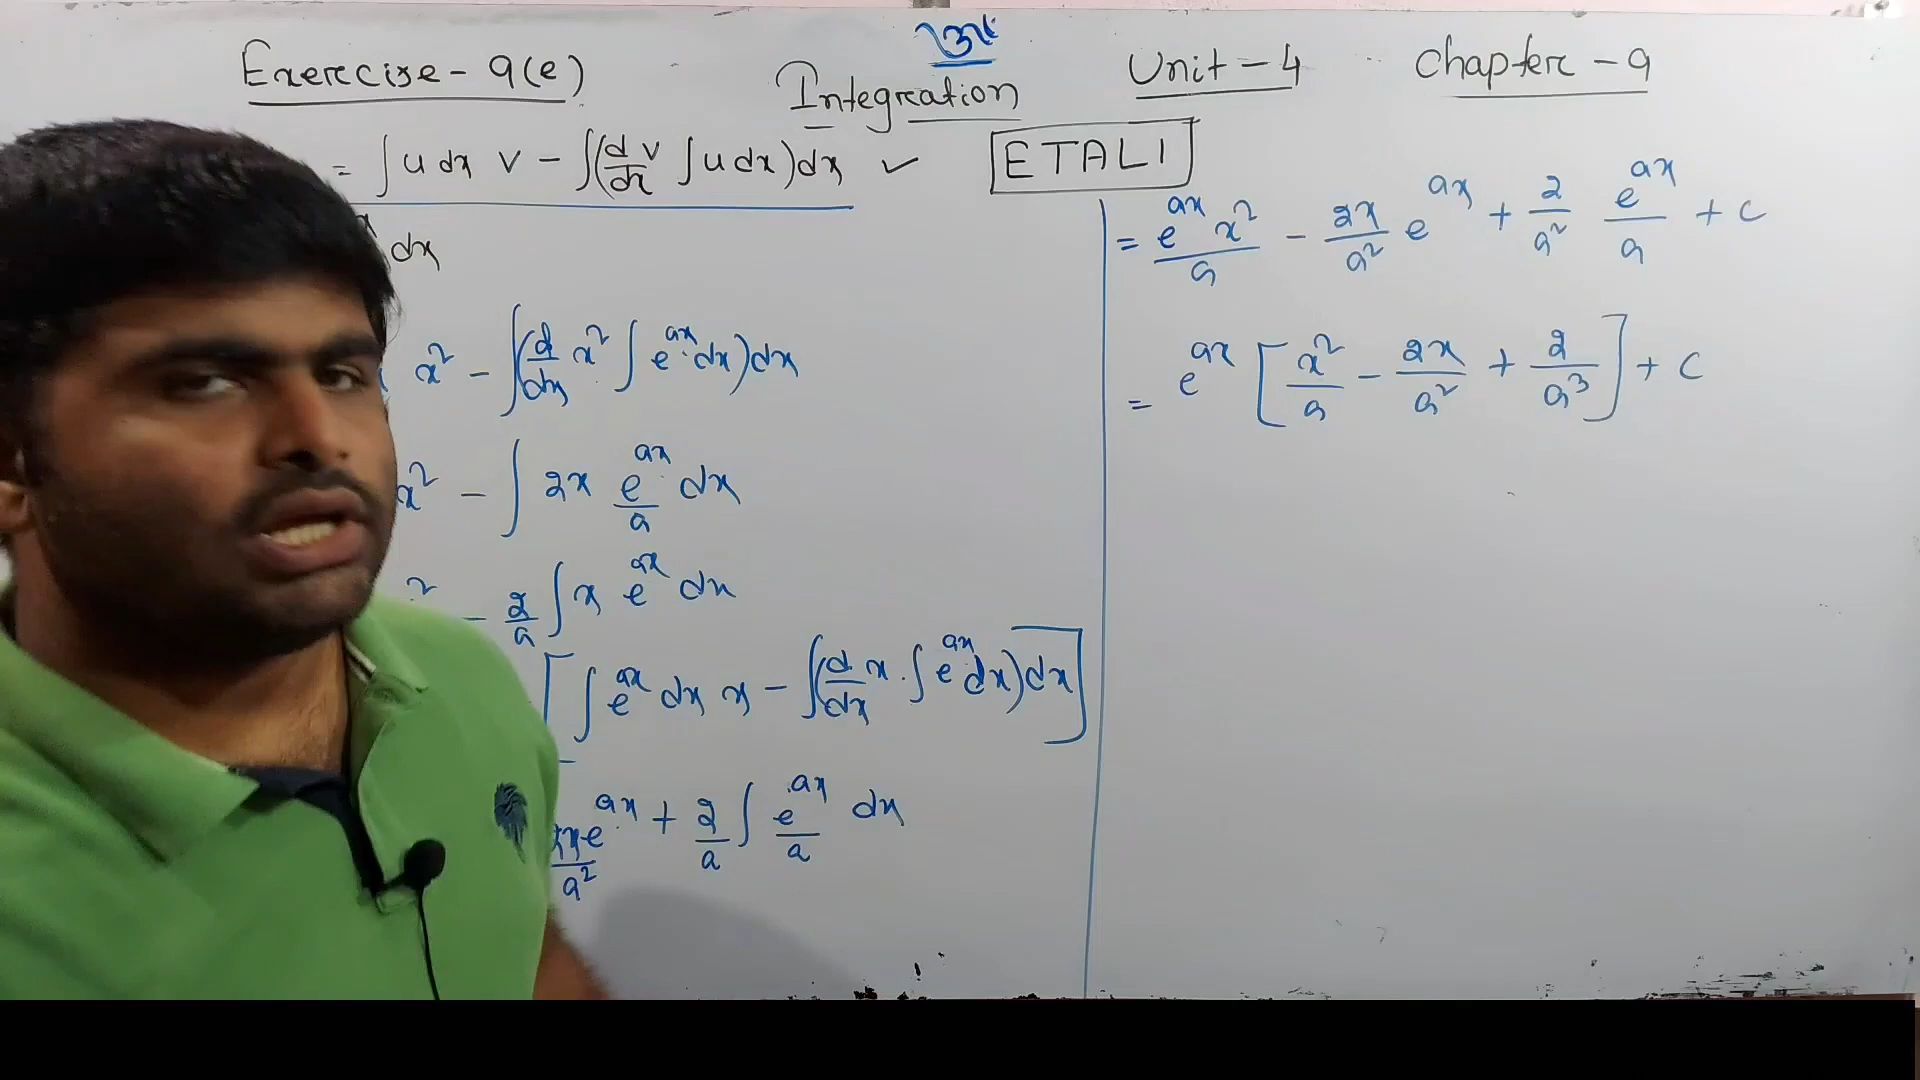 Exercise - 9(e)
Integration
Unit - 4
Chapter - 9
= ∫ u dx v - ∫(d/dx v ∫ u dx) dx ✓
ETALI
dx
x² - ∫(d/dx x² ∫ e^ax dx) dx
x² - ∫ 2x e^ax/a dx
² - 2/a ∫ x e^ax dx
[∫ e^ax dx x - ∫(d/dx x . ∫ e^ax dx) dx]
xe^ax/a² + 2/a ∫ e^ax/a dx
= e^ax x²/a - 2x/a² e^ax + 2/a² e^ax/a + c
= e^ax [x²/a - 2x/a² + 2/a³] + c